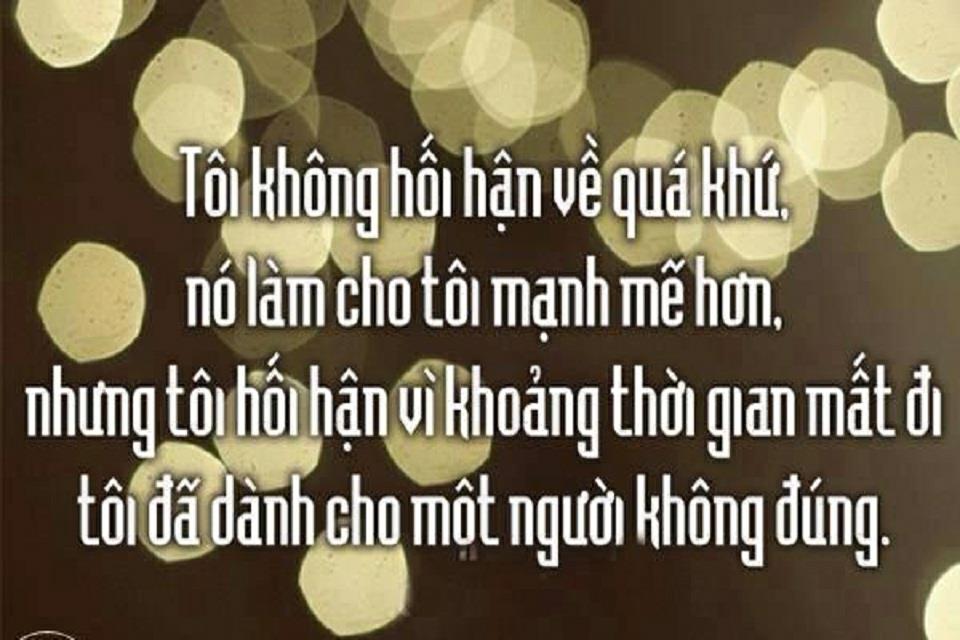 Tôi không hối hận về quá khứ,
nó làm cho tôi mạnh mẽ hơn,
nhưng tôi hối hận vì khoảng thời gian mất đi
tôi đã dành cho một người không đúng.